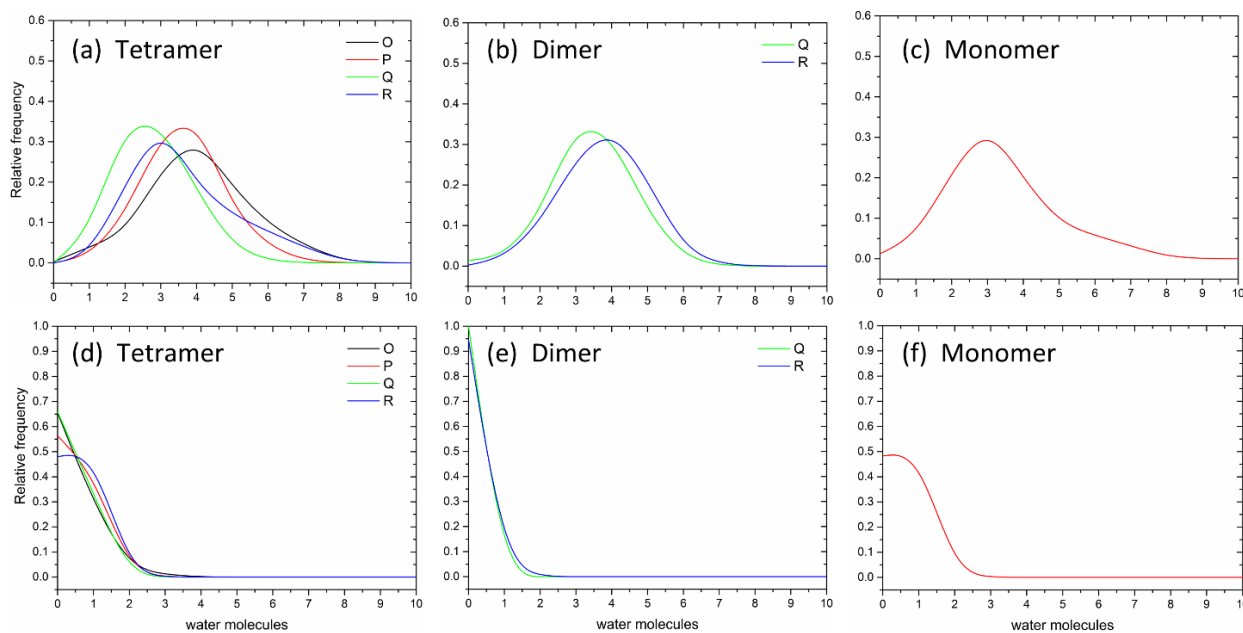 (a) Tetramer
O
P
Q
R
Relative frequency
0.6
0.5
0.4
0.3
0.2
0.1
0.0
0 1 2 3 4 5 6 7 8 9 10
(b) Dimer
Q
R
0.6
0.5
0.4
0.3
0.2
0.1
0.0
0 1 2 3 4 5 6 7 8 9 10
(c) Monomer
0.6
0.5
0.4
0.3
0.2
0.1
0.0
0 1 2 3 4 5 6 7 8 9 10
(d) Tetramer
O
P
Q
R
Relative frequency
1.0
0.9
0.8
0.7
0.6
0.5
0.4
0.3
0.2
0.1
0.0
0 1 2 3 4 5 6 7 8 9 10
water molecules
(e) Dimer
Q
R
1.0
0.9
0.8
0.7
0.6
0.5
0.4
0.3
0.2
0.1
0.0
0 1 2 3 4 5 6 7 8 9 10
water molecules
(f) Monomer
1.0
0.9
0.8
0.7
0.6
0.5
0.4
0.3
0.2
0.1
0.0
0 1 2 3 4 5 6 7 8 9 10
water molecules